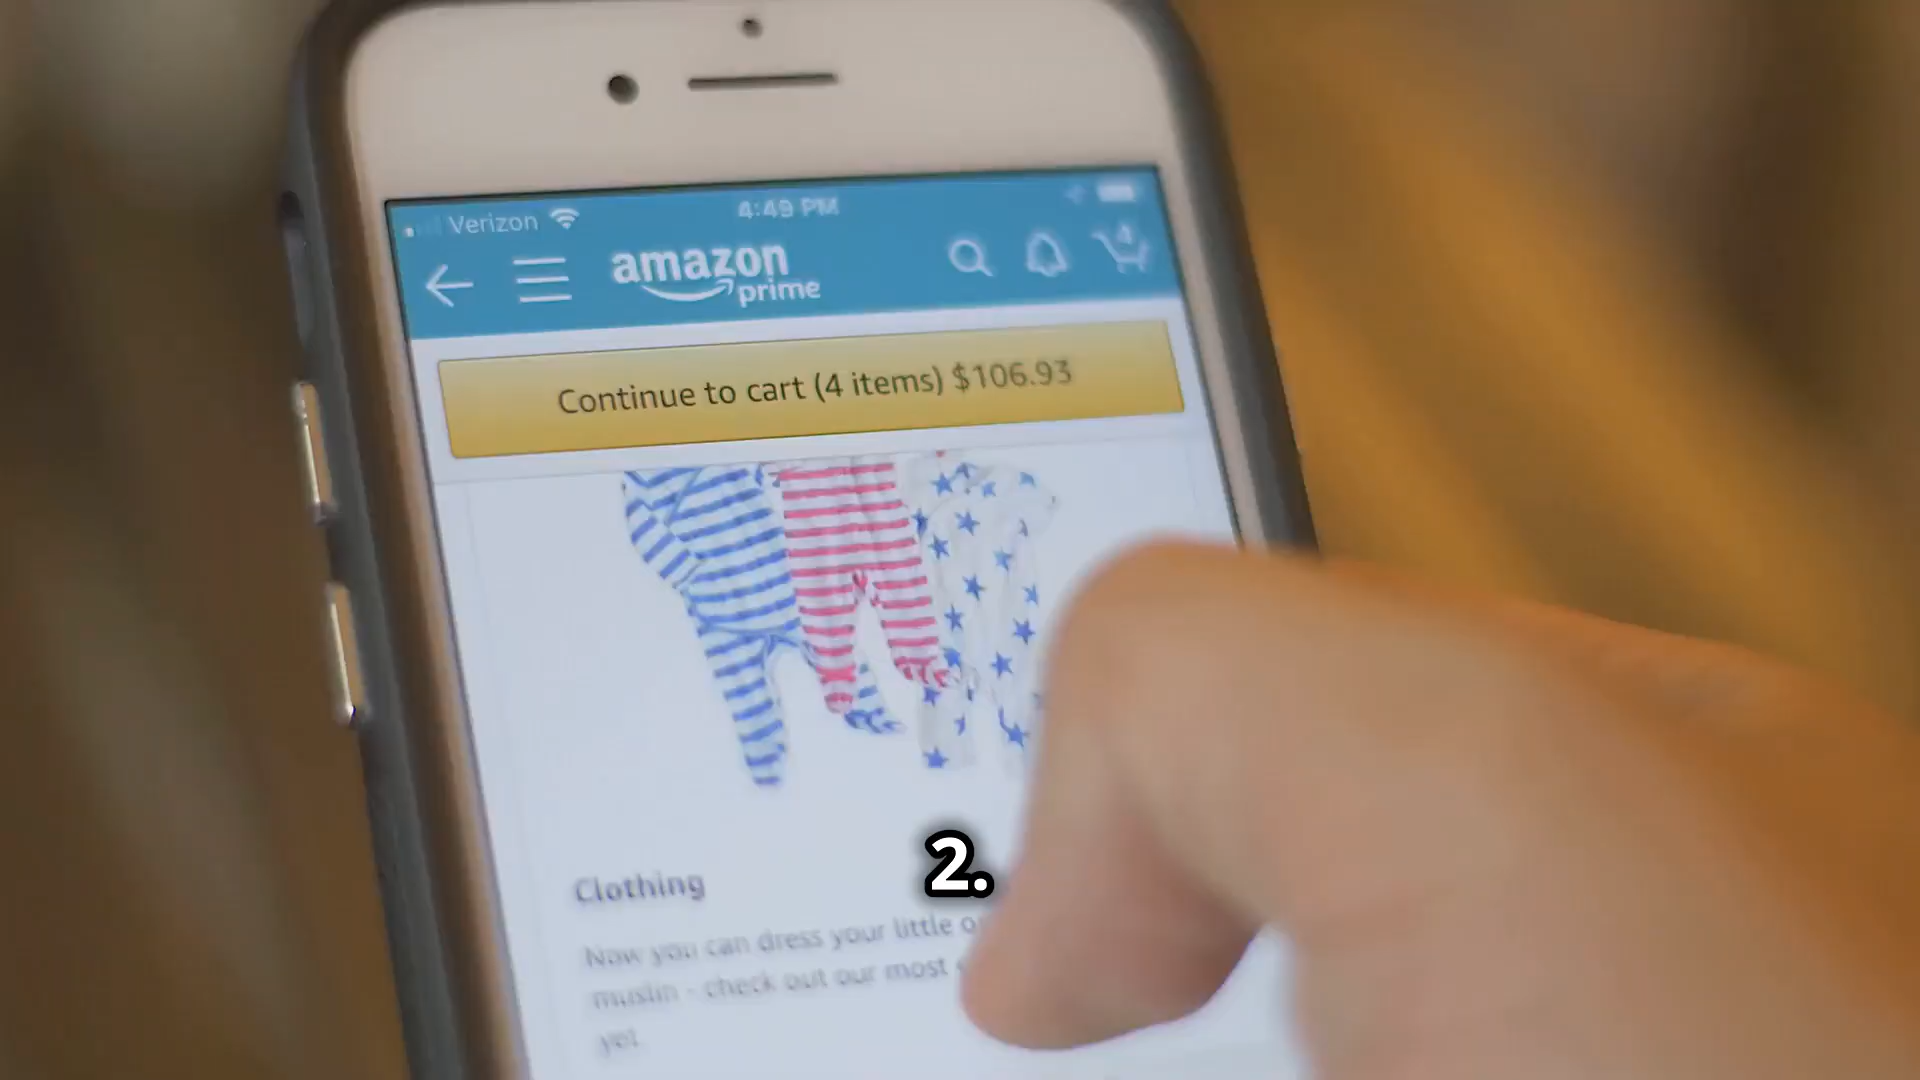 Verizon
4:49 PM
amazon
prime
4
Continue to cart (4 items) $106.93
2.
Clothing
Now you can dress your little
muslin - check out our most
yet.